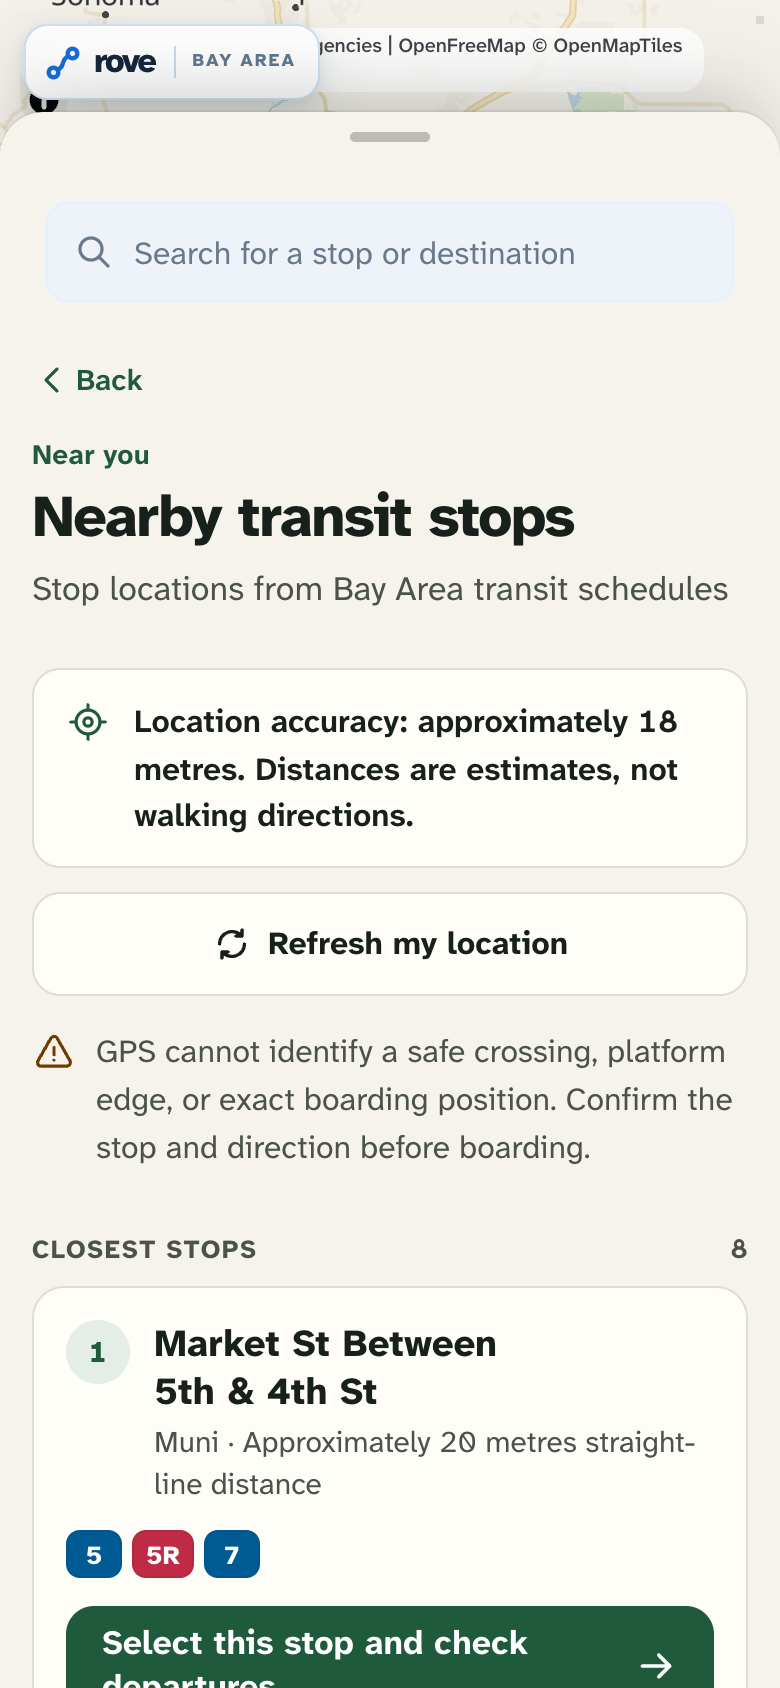 rove BAY AREA
| OpenFreeMap © OpenMapTiles
Search for a stop or destination
Back
Near you
Nearby transit stops
Stop locations from Bay Area transit schedules
Location accuracy: approximately 18
metres. Distances are estimates, not
walking directions.
Refresh my location
GPS cannot identify a safe crossing, platform
edge, or exact boarding position. Confirm the
stop and direction before boarding.
CLOSEST STOPS 8
1 Market St Between
5th & 4th St
Muni · Approximately 20 metres straight-
line distance
5 5R 7
Select this stop and check
departures